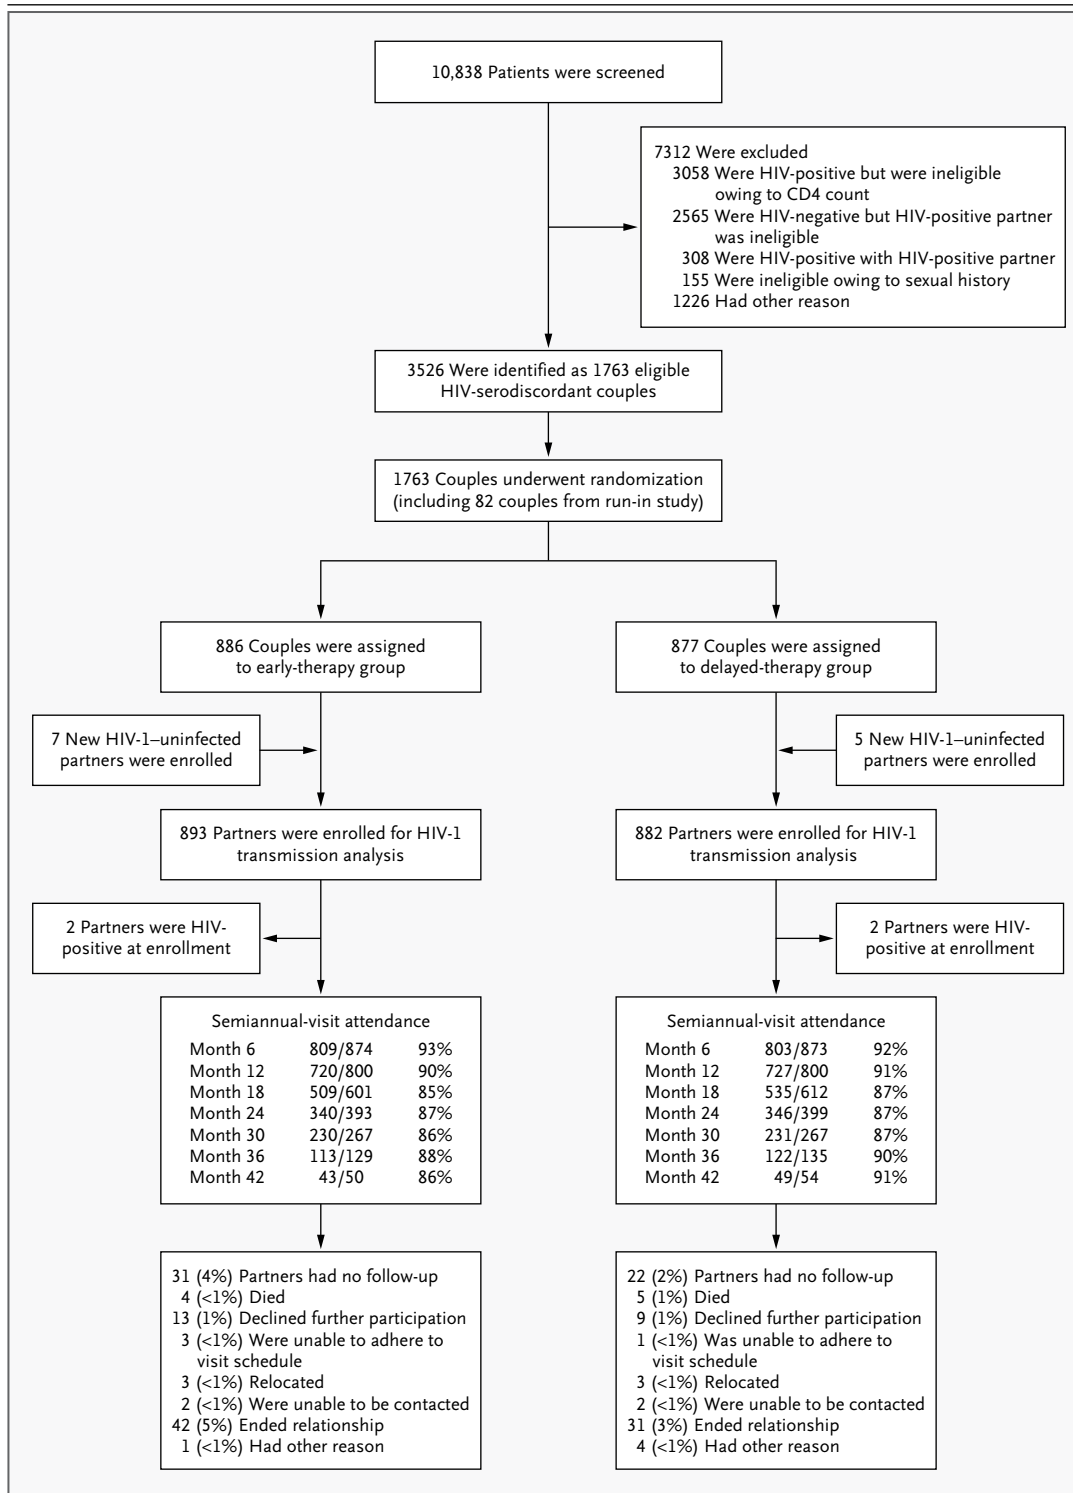 10,838 Patients were screened
7312 Were excluded
3058 Were HIV-positive but were ineligible
owing to CD4 count
2565 Were HIV-negative but HIV-positive partner
was ineligible
308 Were HIV-positive with HIV-positive partner
155 Were ineligible owing to sexual history
1226 Had other reason
3526 Were identified as 1763 eligible
HIV-serodiscordant couples
1763 Couples underwent randomization
(including 82 couples from run-in study)
886 Couples were assigned
to early-therapy group
877 Couples were assigned
to delayed-therapy group
7 New HIV-1–uninfected
partners were enrolled
5 New HIV-1–uninfected
partners were enrolled
893 Partners were enrolled for HIV-1
transmission analysis
882 Partners were enrolled for HIV-1
transmission analysis
2 Partners were HIV-
positive at enrollment
2 Partners were HIV-
positive at enrollment
Semiannual-visit attendance
Month 6 809/874 93%
Month 12 720/800 90%
Month 18 509/601 85%
Month 24 340/393 87%
Month 30 230/267 86%
Month 36 113/129 88%
Month 42 43/50 86%
Semiannual-visit attendance
Month 6 803/873 92%
Month 12 727/800 91%
Month 18 535/612 87%
Month 24 346/399 87%
Month 30 231/267 87%
Month 36 122/135 90%
Month 42 49/54 91%
31 (4%) Partners had no follow-up
4 (<1%) Died
13 (1%) Declined further participation
3 (<1%) Were unable to adhere to
visit schedule
3 (<1%) Relocated
2 (<1%) Were unable to be contacted
42 (5%) Ended relationship
1 (<1%) Had other reason
22 (2%) Partners had no follow-up
5 (1%) Died
9 (1%) Declined further participation
1 (<1%) Was unable to adhere to
visit schedule
3 (<1%) Relocated
2 (<1%) Were unable to be contacted
31 (3%) Ended relationship
4 (<1%) Had other reason